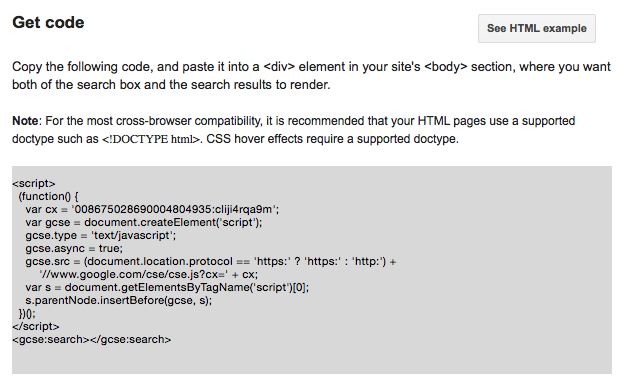 Get code
See HTML example
Copy the following code, and paste it into a <div> element in your site's <body> section, where you want
both of the search box and the search results to render.
Note: For the most cross-browser compatibility, it is recommended that your HTML pages use a supported
doctype such as <!DOCTYPE html>. CSS hover effects require a supported doctype.
<script>
(function() {
var cx = '008675028690004804935:cliji4rqa9m';
var gcse = document.createElement('script');
gcse.type = 'text/javascript';
gcse.async = true;
gcse.src = (document.location.protocol == 'https:' ? 'https:' : 'http:') +
'//www.google.com/cse/cse.js?cx=' + cx;
var s = document.getElementsByTagName('script')[0];
s.parentNode.insertBefore(gcse, s);
})();
</script>
<gcse:search></gcse:search>